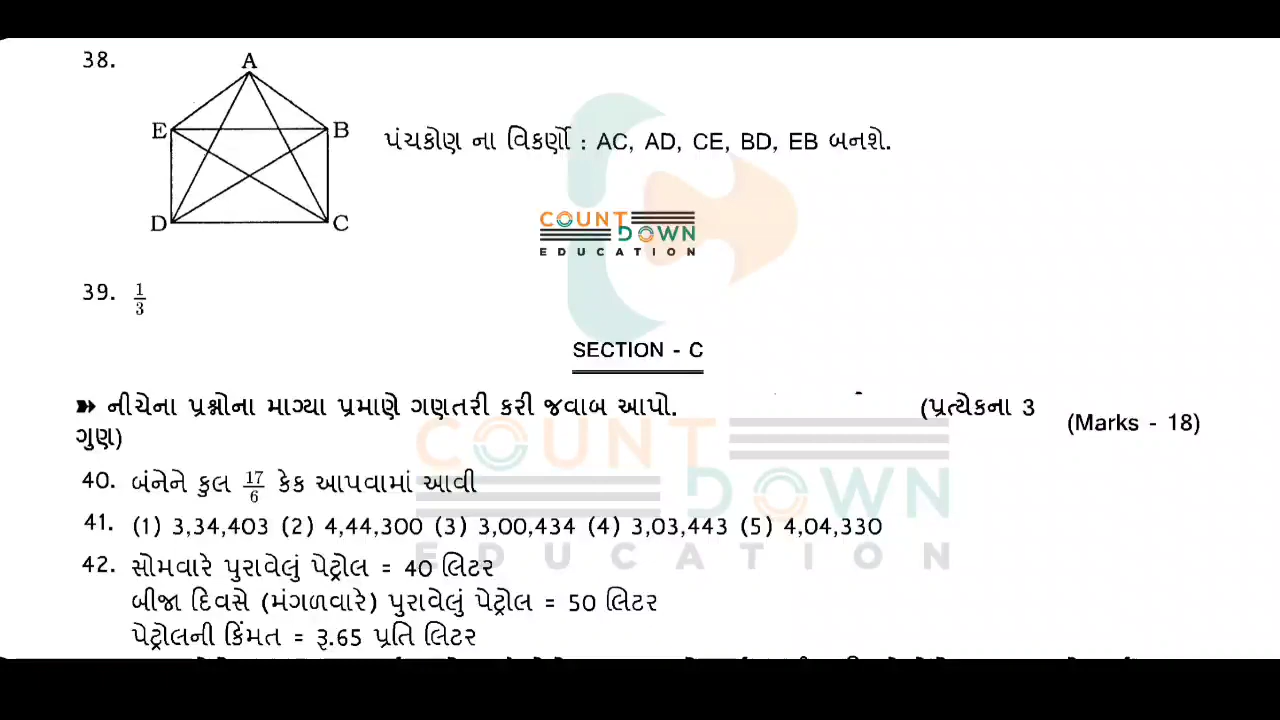 38.
A
E
B
D
C
પંચકોણ ના વિકર્ણો : AC, AD, CE, BD, EB બનશે.
COUNT
DOWN
EDUCATION
39. 1/3
SECTION - C
નીચેના પ્રશ્નોના માગ્યા પ્રમાણે ગણતરી કરી જવાબ આપો. (પ્રત્યેકના 3
ગુણ) (Marks - 18)
COUNT
DOWN
EDUCATION
40. બંનેને કુલ 17/6 કેક આપવામાં આવી
41. (1) 3,34,403 (2) 4,44,300 (3) 3,00,434 (4) 3,03,443 (5) 4,04,330
42. સોમવારે પુરાવેલું પેટ્રોલ = 40 લિટર
બીજા દિવસે (મંગળવારે) પુરાવેલું પેટ્રોલ = 50 લિટર
પેટ્રોલની કિંમત = રૂ.65 પ્રતિ લિટર